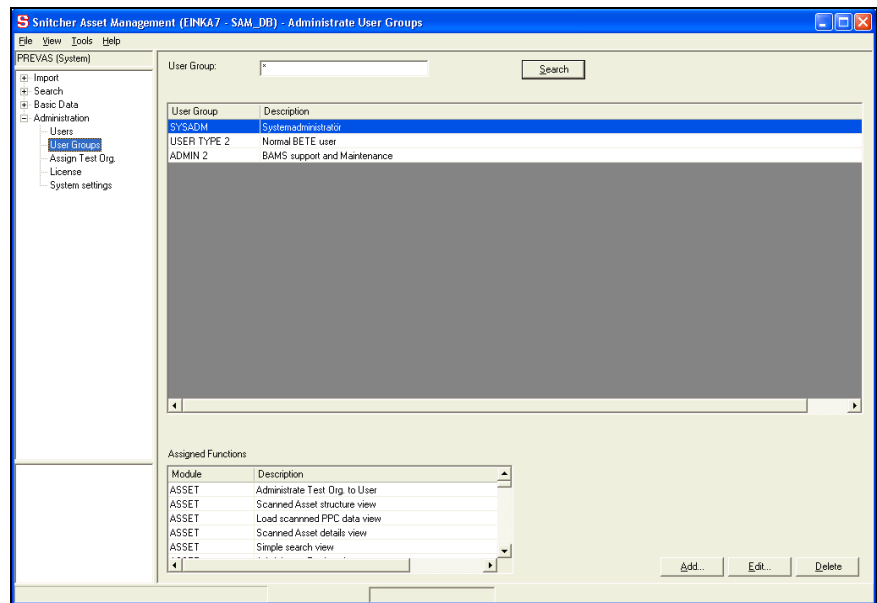 S Snitcher Asset Management (EINKA7 - SAM_DB) - Administrate User Groups
File View Tools Help
PREVAS (System)
Import
Search
Basic Data
Administration
Users
User Groups
Assign Test Org.
License
System settings
User Group: * Search
User Group Description
SYSADM Systemadministratör
USER TYPE 2 Normal BETE user
ADMIN 2 BAMS support and Maintenance
Assigned Functions
Module Description
ASSET Administrate Test Org. to User
ASSET Scanned Asset structure view
ASSET Load scannned PPC data view
ASSET Scanned Asset details view
ASSET Simple search view
Add... Edit... Delete